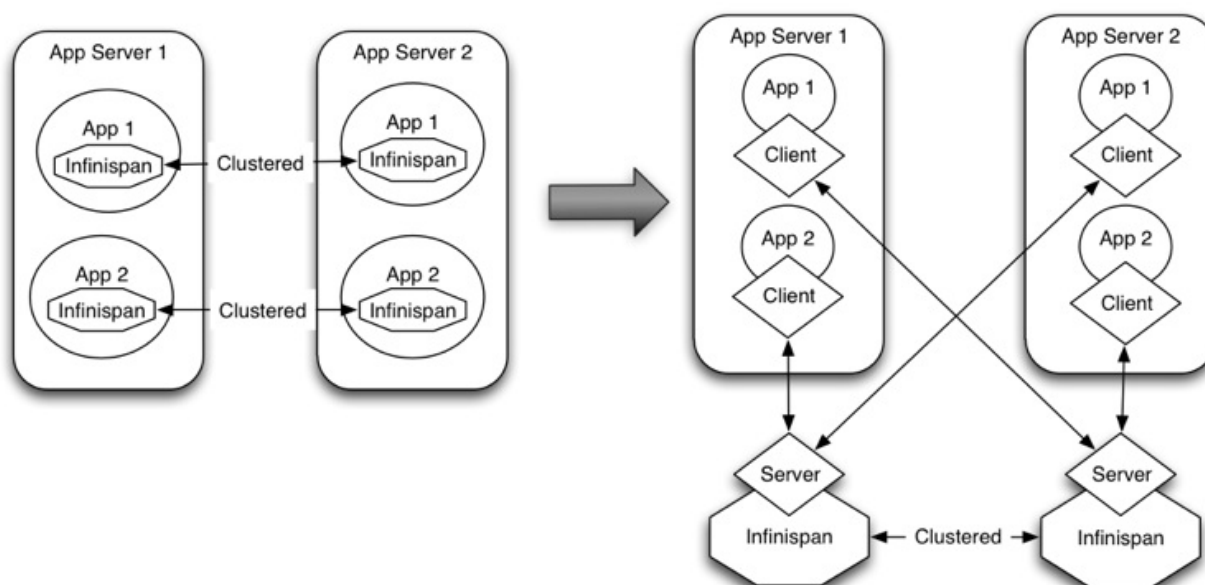 App Server 1
App Server 2
App 1
Infinispan
Clustered
App 1
Infinispan
App 2
Infinispan
Clustered
App 2
Infinispan
App Server 1
App 1
Client
App 2
Client
App Server 2
App 1
Client
App 2
Client
Server
Infinispan
Clustered
Server
Infinispan